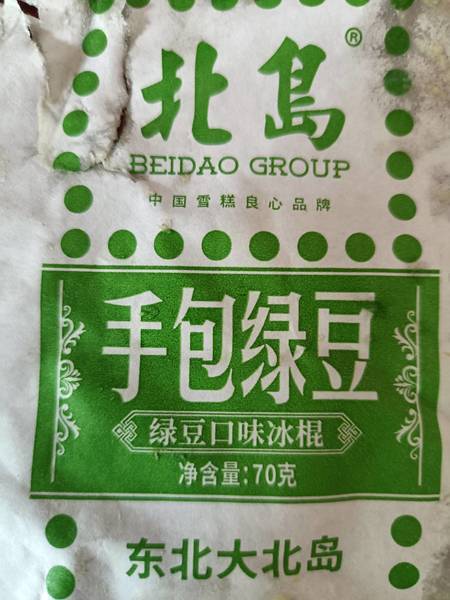 北島®
BEIDAO GROUP
中国雪糕良心品牌
手包绿豆
绿豆口味冰棍
净含量:70克
东北大北岛